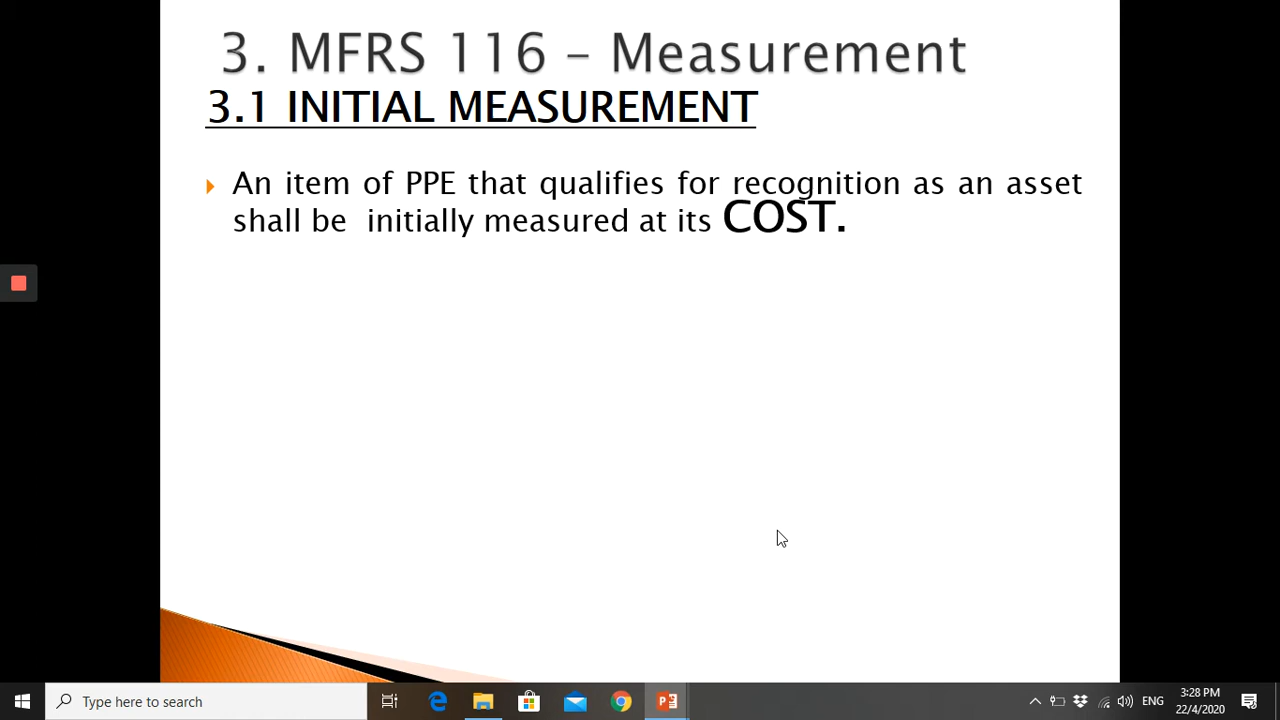 3. MFRS 116 – Measurement
3.1 INITIAL MEASUREMENT
An item of PPE that qualifies for recognition as an asset
shall be initially measured at its COST.
Type here to search
ENG
3:28 PM
22/4/2020